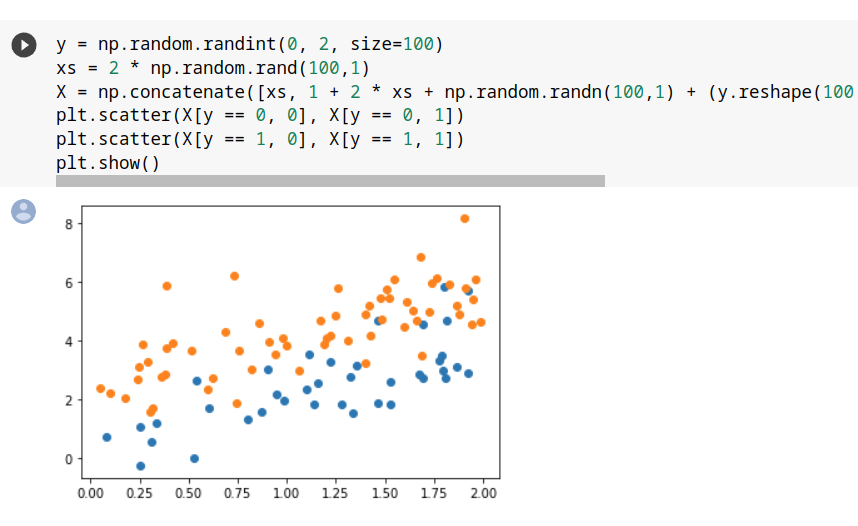 y = np.random.randint(0, 2, size=100)
xs = 2 * np.random.rand(100,1)
X = np.concatenate([xs, 1 + 2 * xs + np.random.randn(100,1) + (y.reshape(100
plt.scatter(X[y == 0, 0], X[y == 0, 1])
plt.scatter(X[y == 1, 0], X[y == 1, 1])
plt.show()
8
6
4
2
0
0.00 0.25 0.50 0.75 1.00 1.25 1.50 1.75 2.00